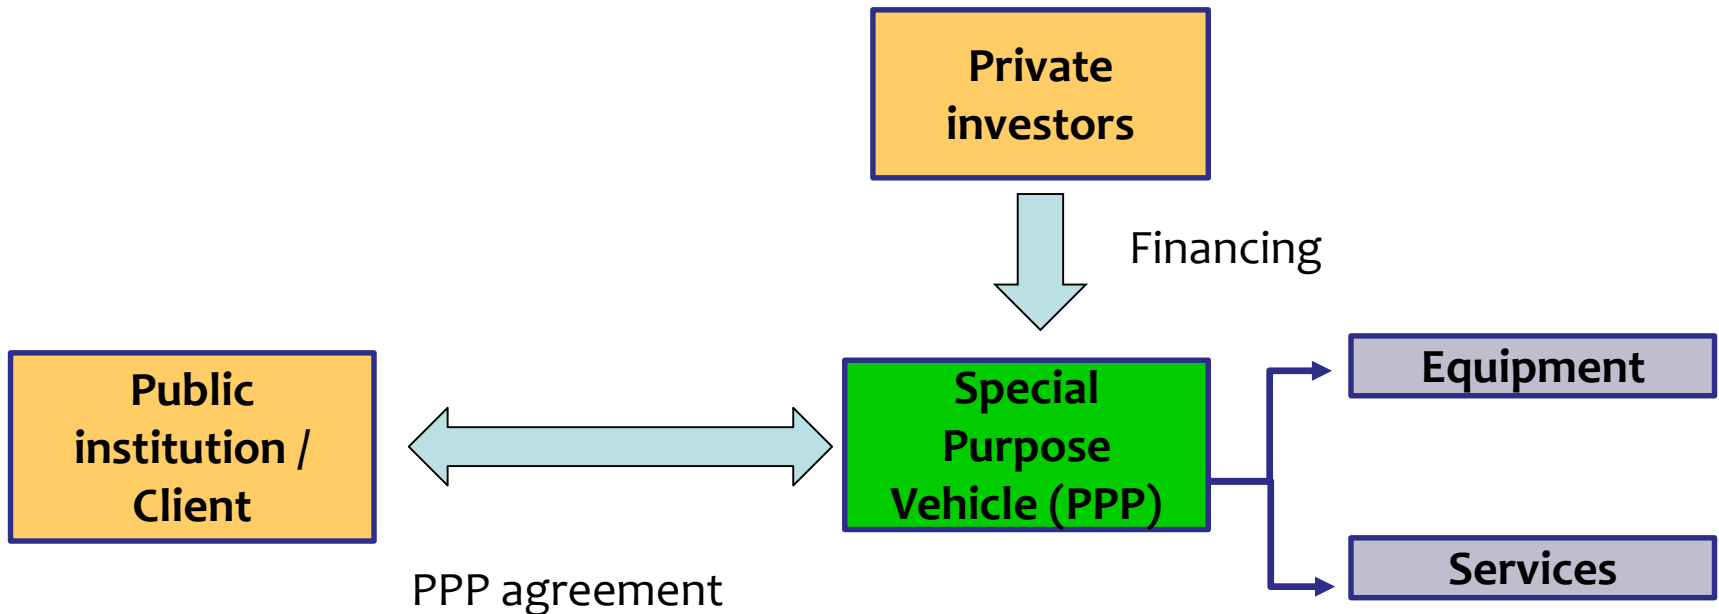 Private
investors
Financing
Public
institution /
Client
Special
Purpose
Vehicle (PPP)
Equipment
Services
PPP agreement